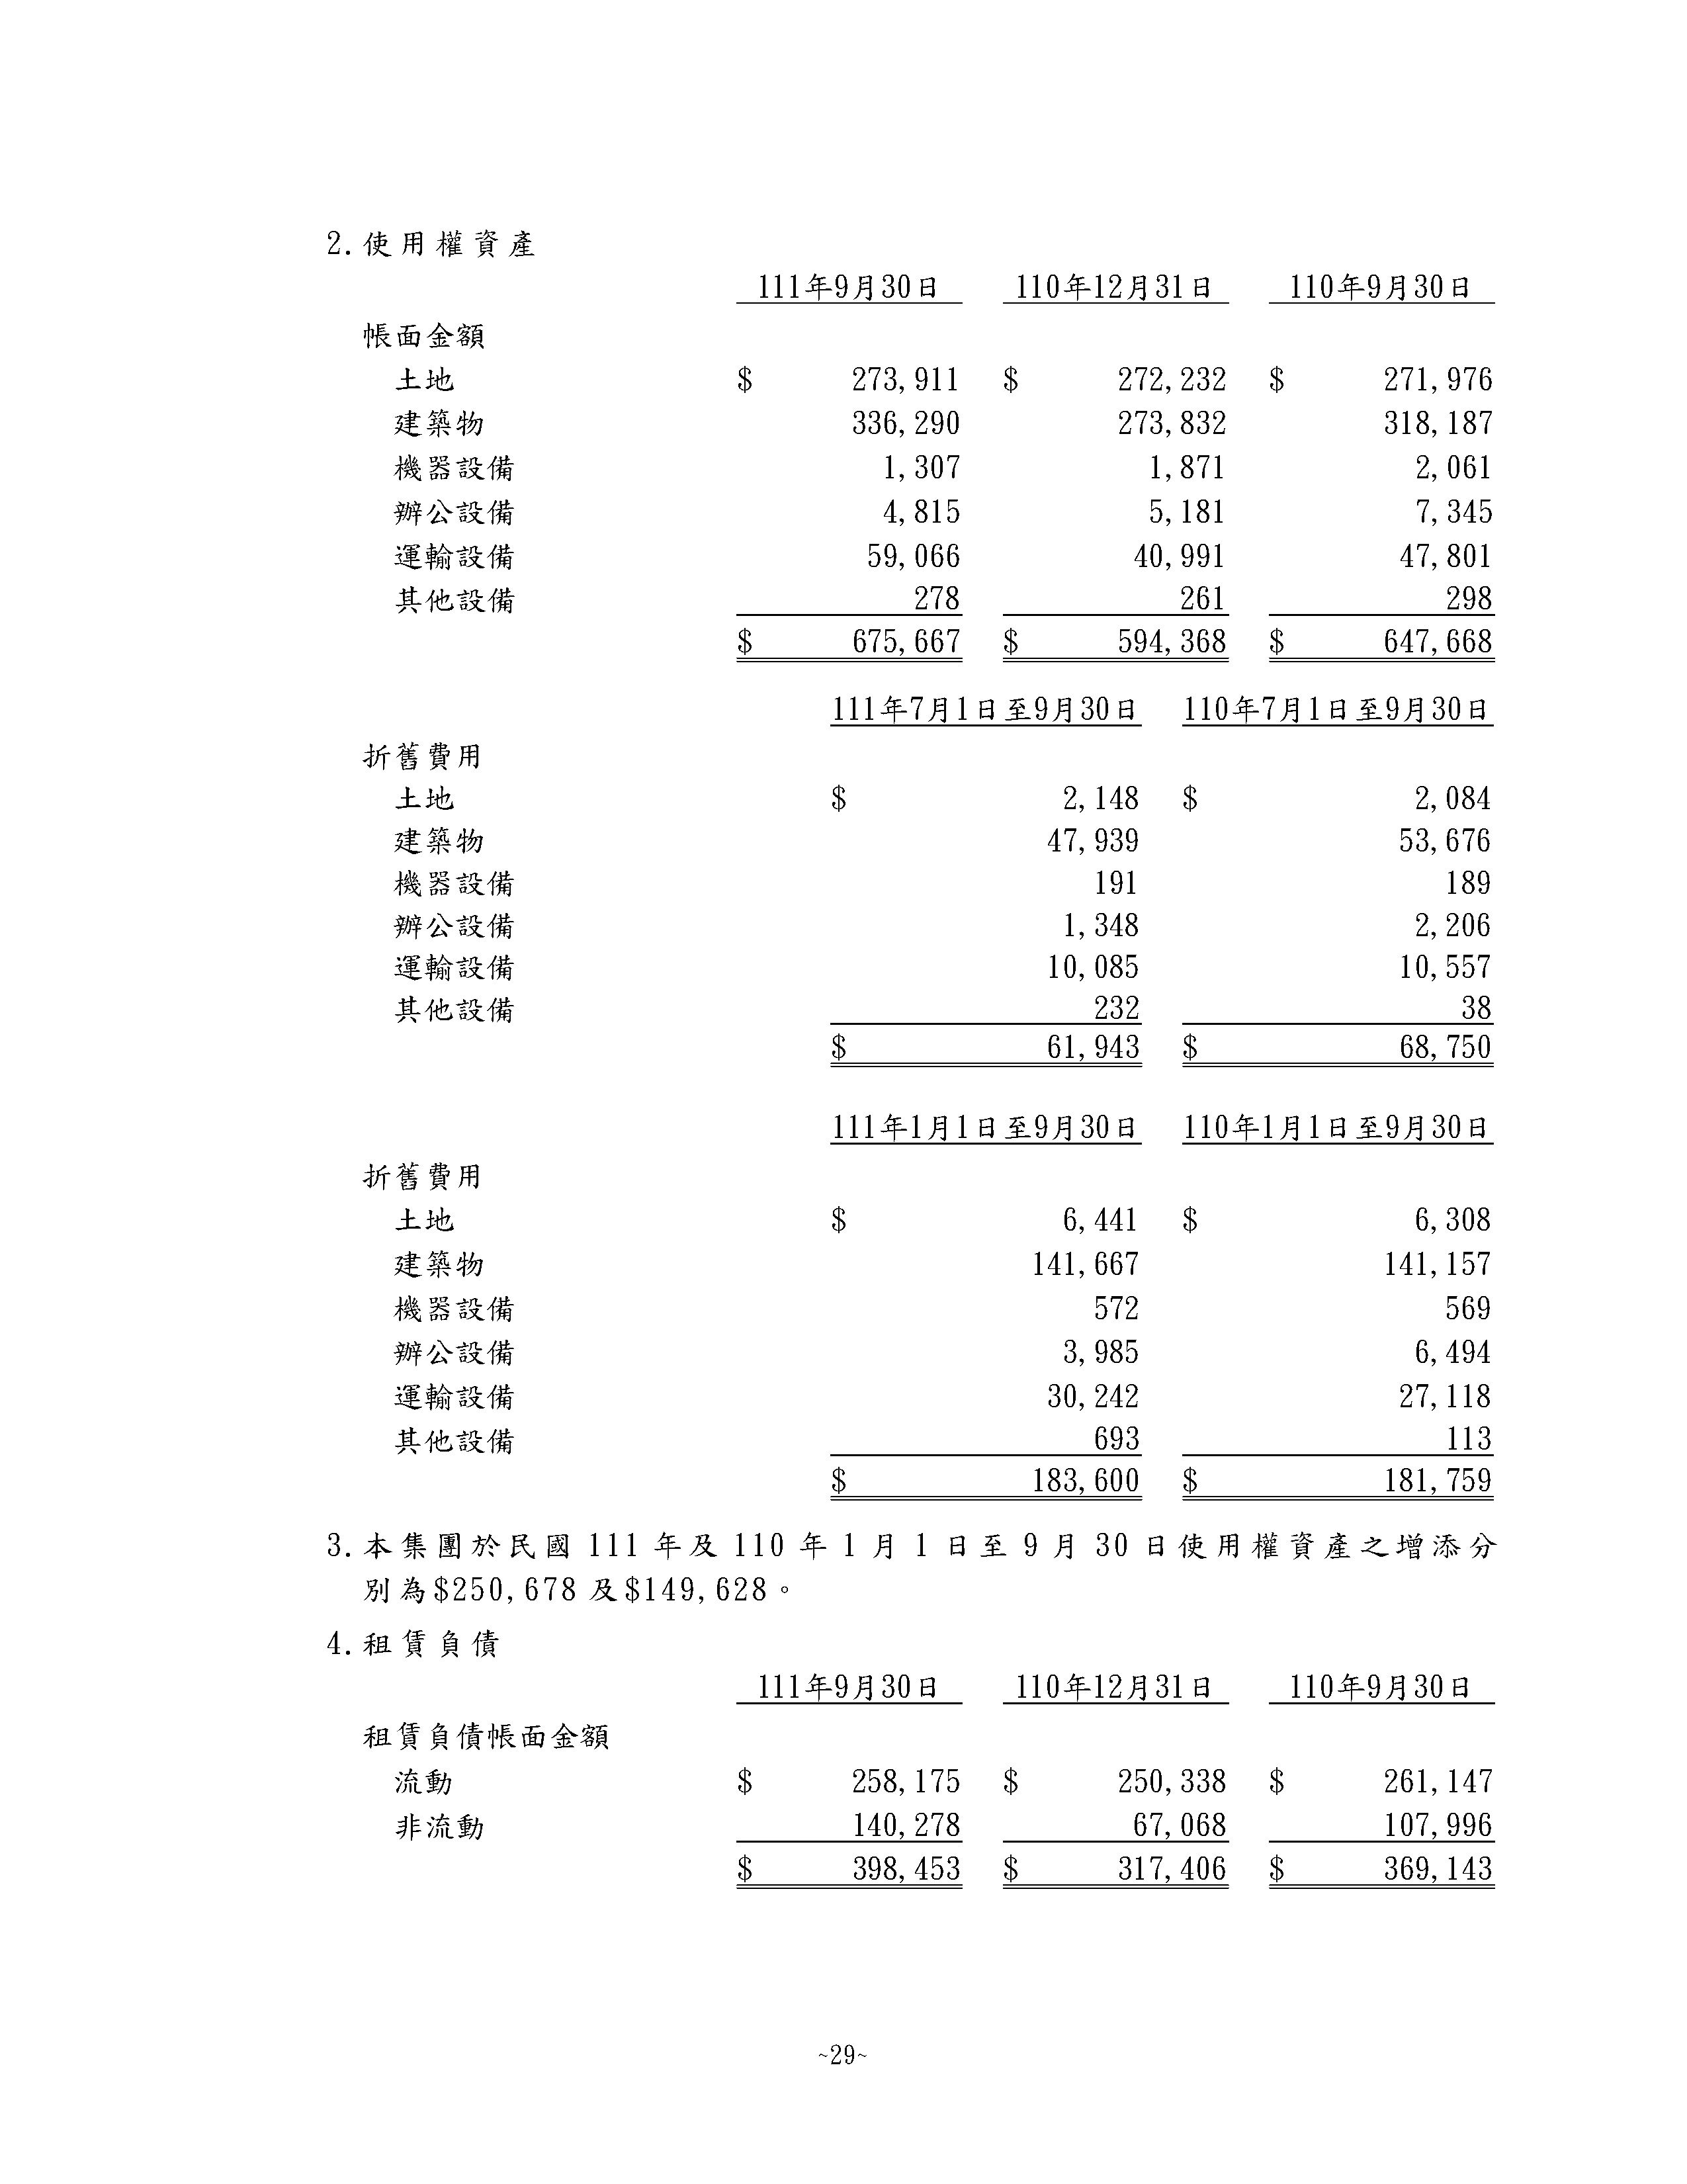 2.使用權資產
111年9月30日 110年12月31日 110年9月30日
帳面金額
土地 $ 273,911 $ 272,232 $ 271,976
建築物 336,290 273,832 318,187
機器設備 1,307 1,871 2,061
辦公設備 4,815 5,181 7,345
運輸設備 59,066 40,991 47,801
其他設備 278 261 298
$ 675,667 $ 594,368 $ 647,668
111年7月1日至9月30日 110年7月1日至9月30日
折舊費用
土地 $ 2,148 $ 2,084
建築物 47,939 53,676
機器設備 191 189
辦公設備 1,348 2,206
運輸設備 10,085 10,557
其他設備 232 38
$ 61,943 $ 68,750
111年1月1日至9月30日 110年1月1日至9月30日
折舊費用
土地 $ 6,441 $ 6,308
建築物 141,667 141,157
機器設備 572 569
辦公設備 3,985 6,494
運輸設備 30,242 27,118
其他設備 693 113
$ 183,600 $ 181,759
3.本集團於民國 111 年及 110 年 1 月 1 日至 9 月 30 日使用權資產之增添分
別為$250,678 及$149,628。
4.租賃負債
111年9月30日 110年12月31日 110年9月30日
租賃負債帳面金額
流動 $ 258,175 $ 250,338 $ 261,147
非流動 140,278 67,068 107,996
$ 398,453 $ 317,406 $ 369,143
~29~